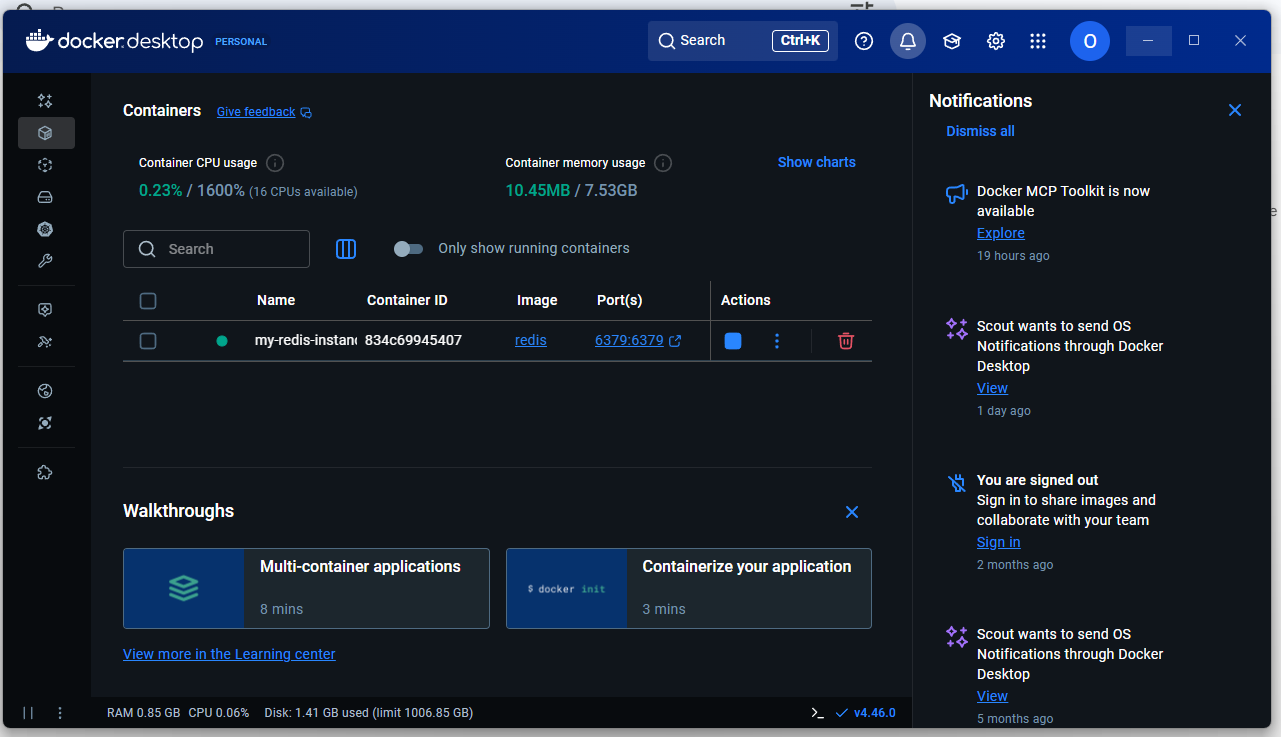 docker.desktop PERSONAL
Search Ctrl+K
O
Containers Give feedback
Container CPU usage
0.23% / 1600% (16 CPUs available)
Container memory usage
10.45MB / 7.53GB
Show charts
Search
Only show running containers
Name Container ID Image Port(s) Actions
my-redis-instan 834c69945407 redis 6379:6379
Walkthroughs
Multi-container applications
8 mins
$ docker init
Containerize your application
3 mins
View more in the Learning center
Notifications
Dismiss all
Docker MCP Toolkit is now
available
Explore
19 hours ago
Scout wants to send OS
Notifications through Docker
Desktop
View
1 day ago
You are signed out
Sign in to share images and
collaborate with your team
Sign in
2 months ago
Scout wants to send OS
Notifications through Docker
Desktop
View
5 months ago
RAM 0.85 GB CPU 0.06% Disk: 1.41 GB used (limit 1006.85 GB)
v4.46.0